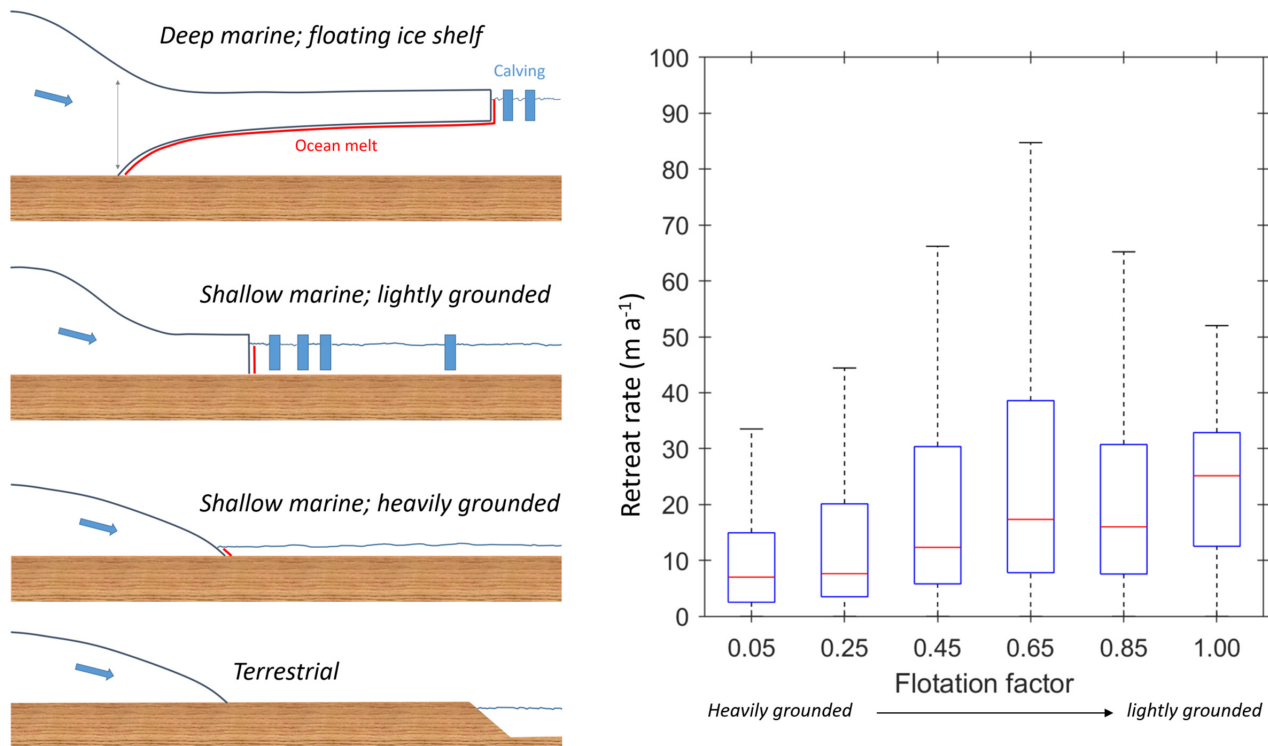 Deep marine; floating ice shelf
Calving
Ocean melt
Shallow marine; lightly grounded
Shallow marine; heavily grounded
Terrestrial
Retreat rate (m a⁻¹)
100
90
80
70
60
50
40
30
20
10
0
0.05 0.25 0.45 0.65 0.85 1.00
Flotation factor
Heavily grounded lightly grounded